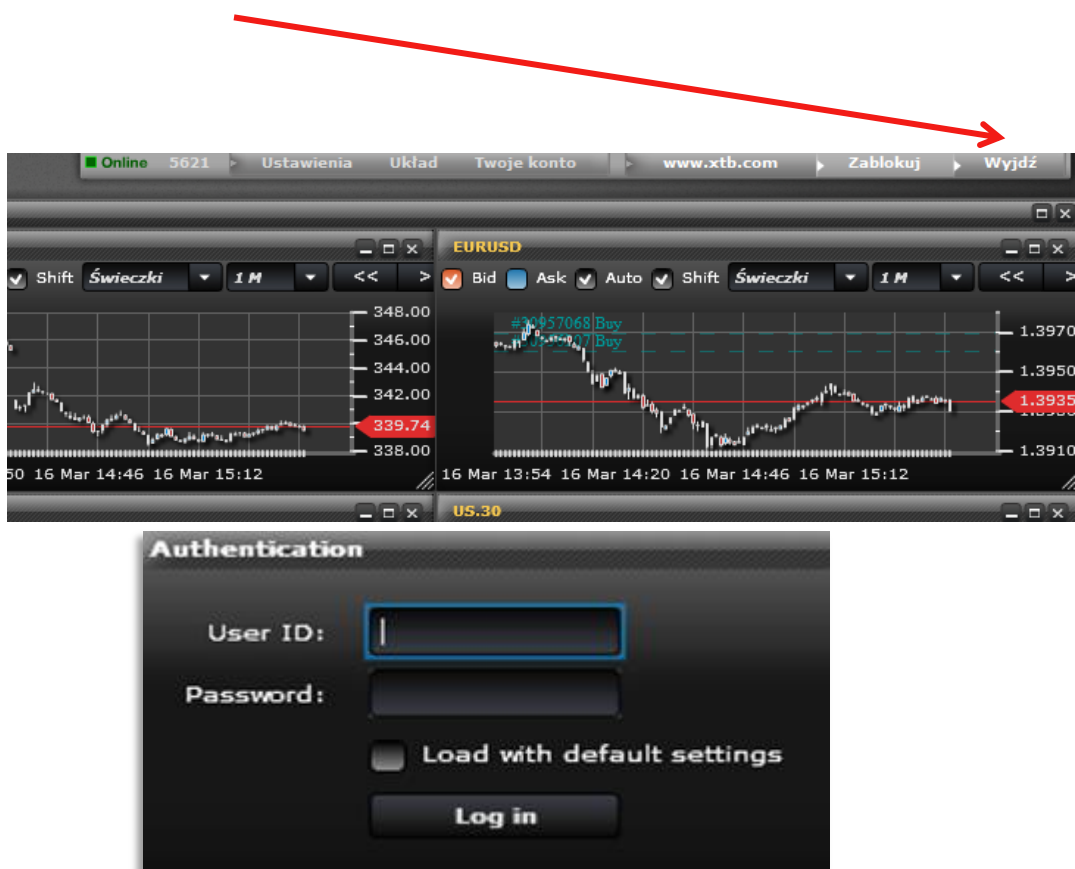 Online 5621 Ustawienia Układ Twoje konto www.xtb.com Zablokuj Wyjdź
EURUSD
Shift Świeczki 1 M << >
Bid Ask Auto Shift Świeczki 1 M << >
348.00
346.00
344.00
342.00
339.74
338.00
50 16 Mar 14:46 16 Mar 15:12
#30957068 Buy
Buy
1.3970
1.3950
1.3935
1.3910
16 Mar 13:54 16 Mar 14:20 16 Mar 14:46 16 Mar 15:12
US.30
Authentication
User ID:
Password:
Load with default settings
Log in